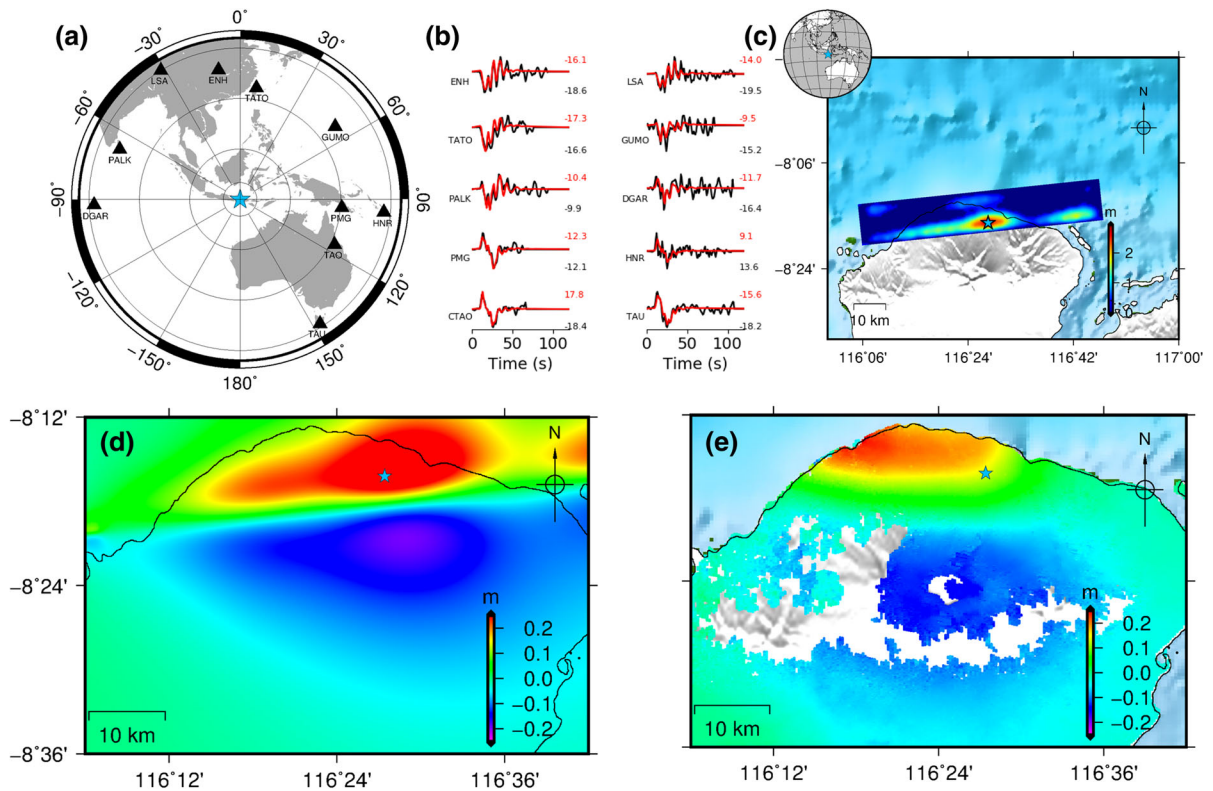 (a)
0˚
30˚
60˚
90˚
120˚
150˚
180˚
−150˚
−120˚
−90˚
−60˚
−30˚
LSA
ENH
TATO
GUMO
PALK
DGAR
PMG
HNR
TAO
TAU
(b)
ENH
-16.1
-18.6
TATO
-17.3
-16.6
PALK
-10.4
-9.9
PMG
-12.3
-12.1
CTAO
17.8
-18.4
0 50 100
Time (s)
LSA
-14.0
-19.5
GUMO
-9.5
-15.2
DGAR
-11.7
-16.4
HNR
9.1
13.6
TAU
-15.6
-18.2
0 50 100
Time (s)
(c)
N
−8˚06'
−8˚24'
m
2
1
0
10 km
116˚06'
116˚24'
116˚42'
117˚00'
(d)
−8˚12'
−8˚24'
−8˚36'
N
m
0.2
0.1
0.0
−0.1
−0.2
10 km
116˚12'
116˚24'
116˚36'
(e)
N
m
0.2
0.1
0.0
−0.1
−0.2
10 km
116˚12'
116˚24'
116˚36'